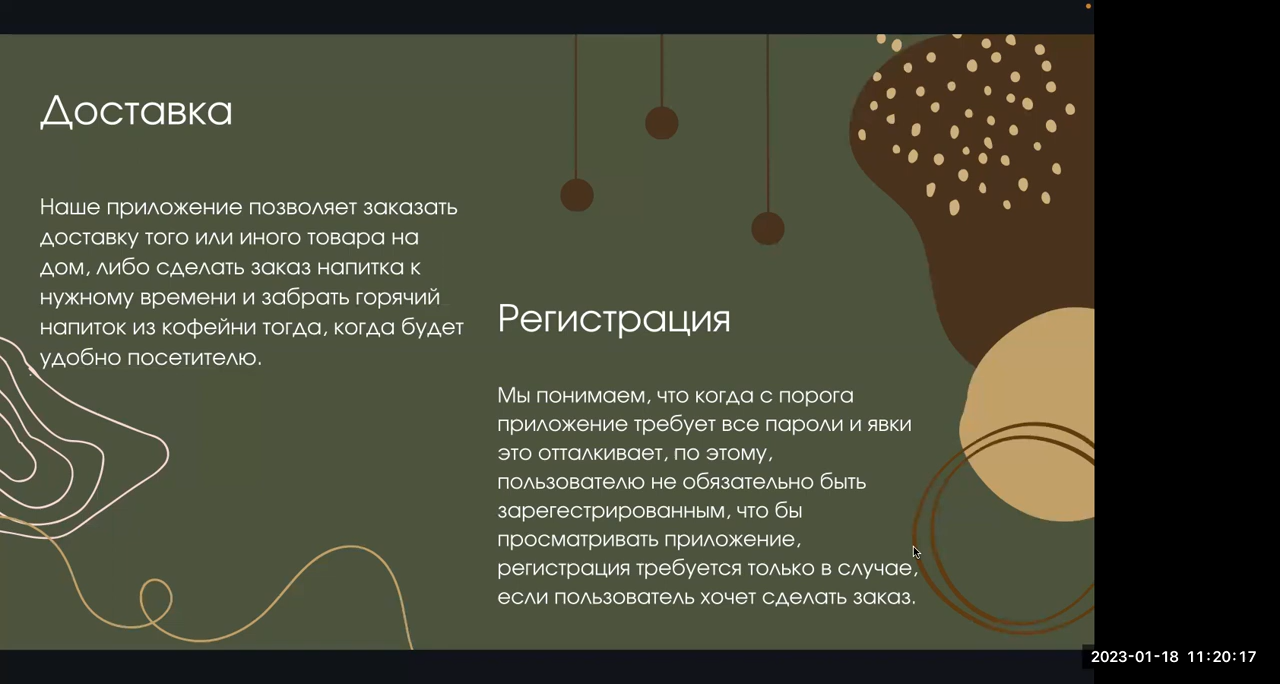 Доставка
Наше приложение позволяет заказать
доставку того или иного товара на
дом, либо сделать заказ напитка к
нужному времени и забрать горячий
напиток из кофейни тогда, когда будет
удобно посетителю.
Регистрация
Мы понимаем, что когда с порога
приложение требует все пароли и явки
это отталкивает, по этому,
пользователю не обязательно быть
зарегестрированным, что бы
просматривать приложение,
регистрация требуется только в случае,
если пользователь хочет сделать заказ.
2023-01-18 11:20:17